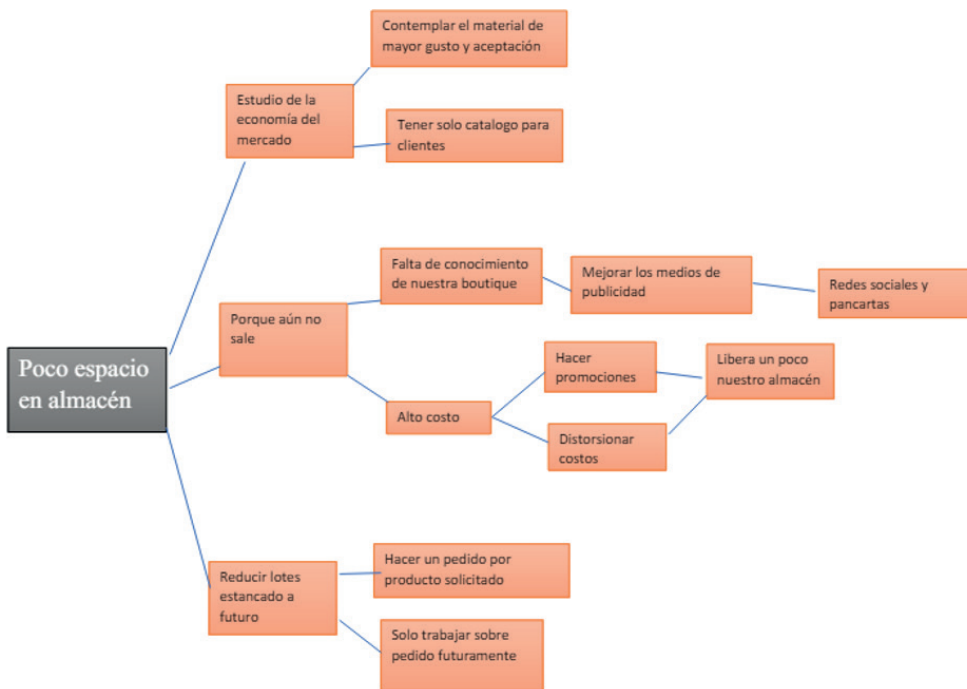 Contemplar el material de
mayor gusto y aceptación
Estudio de la
economía del
mercado
Tener solo catalogo para
clientes
Falta de conocimiento
de nuestra boutique
Mejorar los medios de
publicidad
Redes sociales y
pancartas
Porque aún no
sale
Poco espacio
en almacén
Hacer
promociones
Libera un poco
nuestro almacén
Alto costo
Distorsionar
costos
Reducir lotes
estancado a
futuro
Hacer un pedido por
producto solicitado
Solo trabajar sobre
pedido futuramente